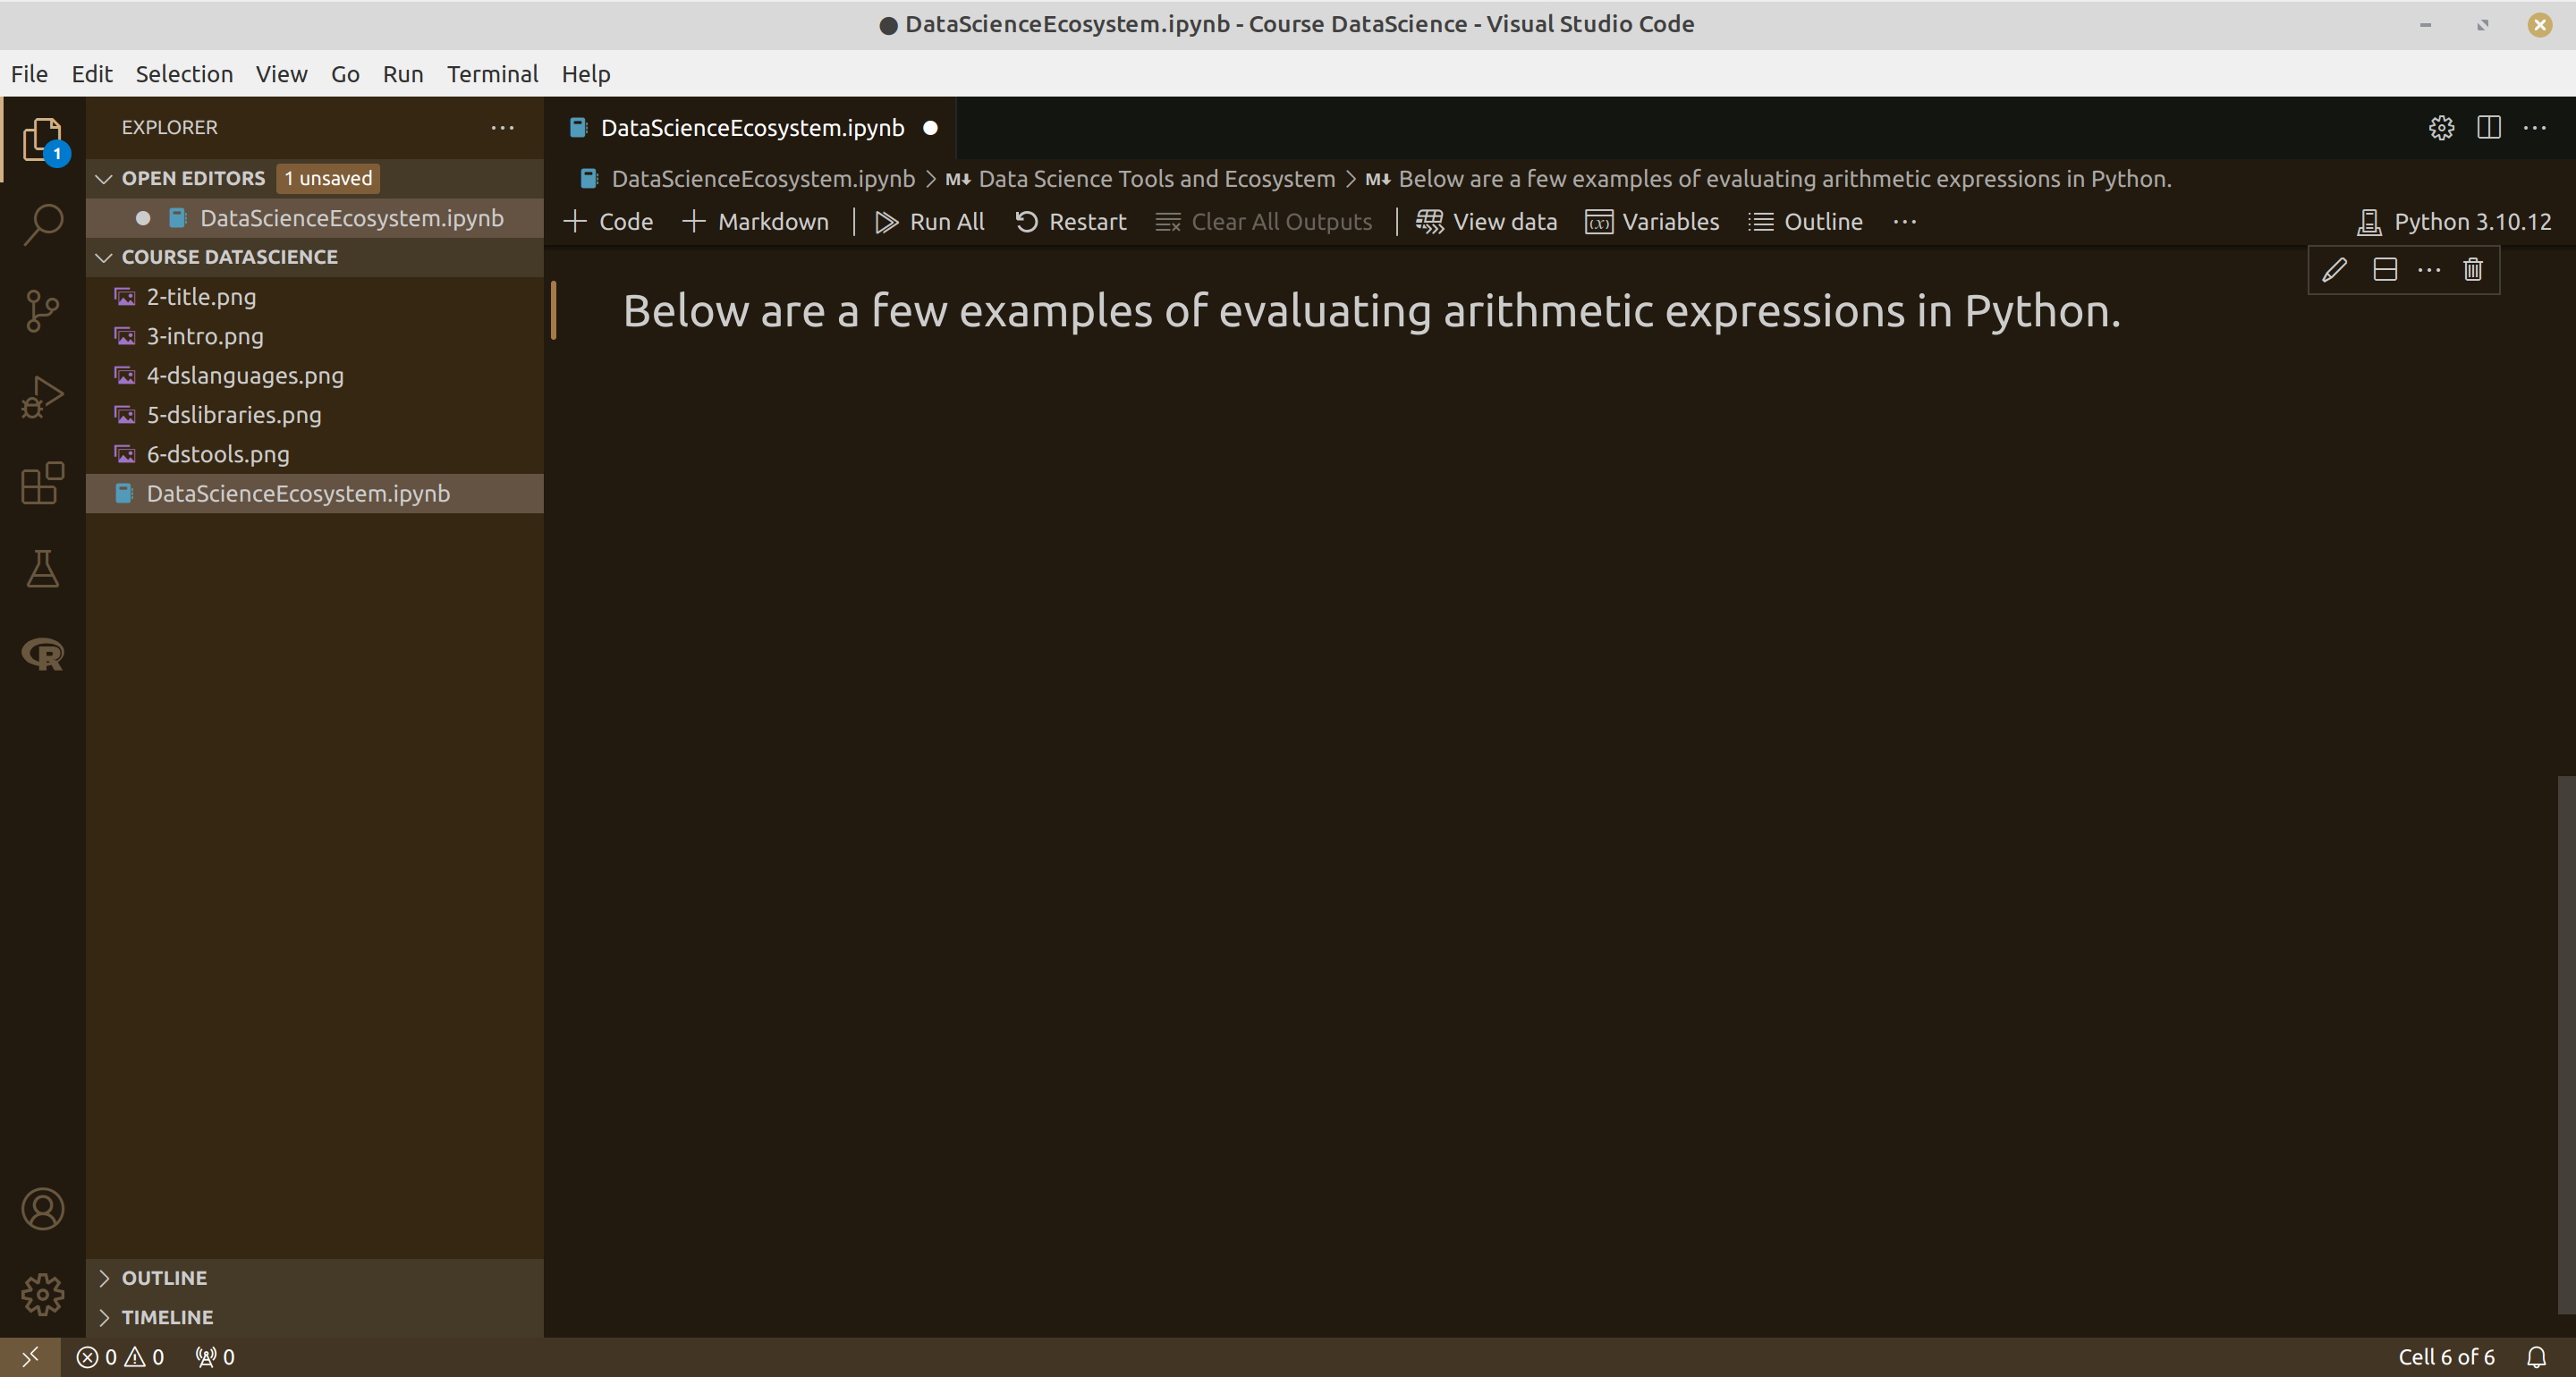 ● DataScienceEcosystem.ipynb - Course DataScience - Visual Studio Code
File Edit Selection View Go Run Terminal Help
EXPLORER
1
OPEN EDITORS 1 unsaved
DataScienceEcosystem.ipynb
COURSE DATASCIENCE
2-title.png
3-intro.png
4-dslanguages.png
5-dslibraries.png
6-dstools.png
DataScienceEcosystem.ipynb
R
OUTLINE
TIMELINE
DataScienceEcosystem.ipynb
DataScienceEcosystem.ipynb > M↓ Data Science Tools and Ecosystem > M↓ Below are a few examples of evaluating arithmetic expressions in Python.
+ Code + Markdown Run All Restart Clear All Outputs View data (x) Variables Outline ··· Python 3.10.12
Below are a few examples of evaluating arithmetic expressions in Python.
0 0 0 Cell 6 of 6